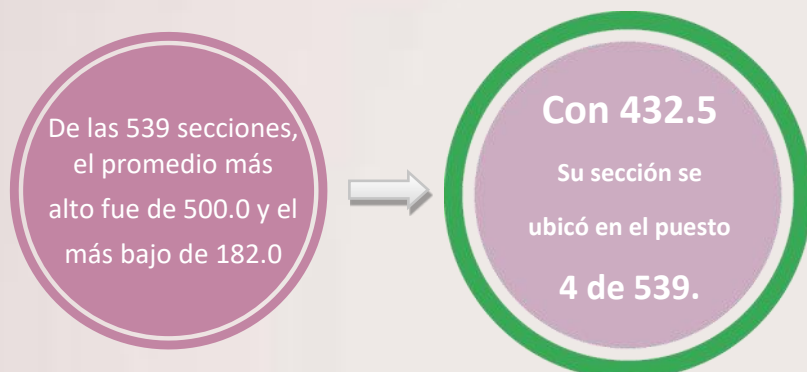 De las 539 secciones,
el promedio más
alto fue de 500.0 y el
más bajo de 182.0
Con 432.5
Su sección se
ubicó en el puesto
4 de 539.